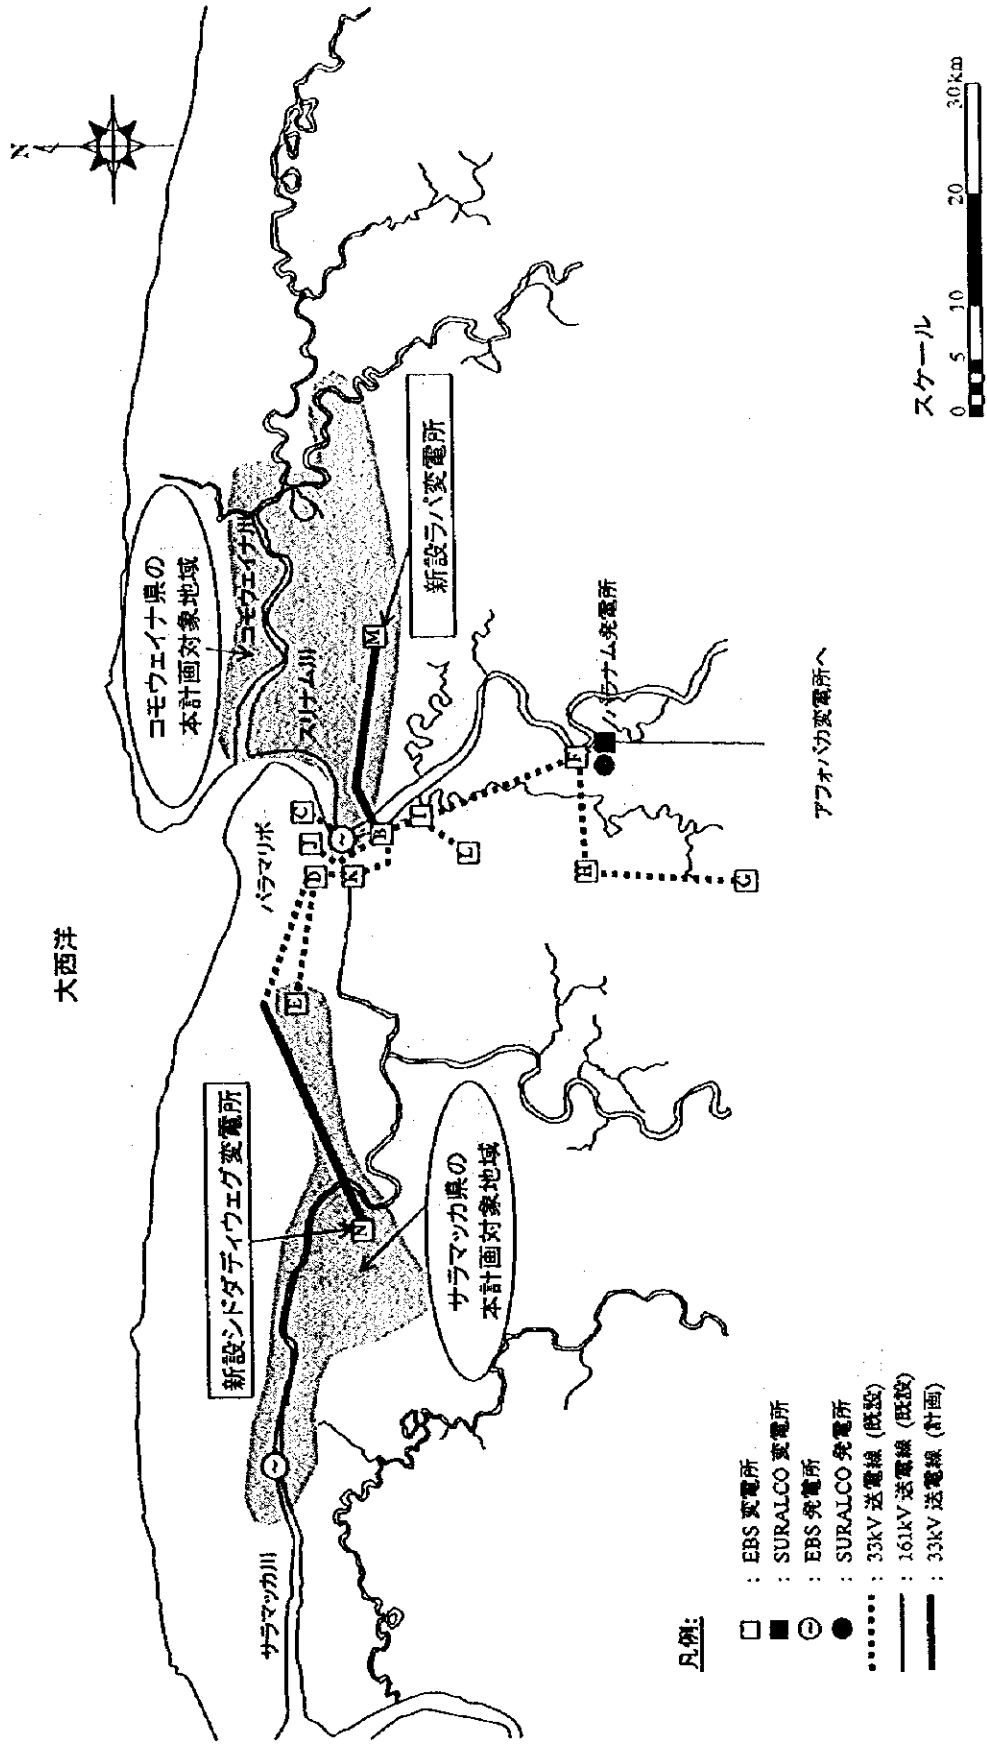 大西洋
N
コモウェイナ県の
本計画対象地域
コモウェイナ川
スリナム川
パラマリボ
新設ラパ変電所
新設シドダディウェグ変電所
サラマッカ県の
本計画対象地域
サラマッカ川
C
J
D
K
B
E
I
L
M
N
F
H
G
パラナム発電所
アフォバカ変電所へ
凡例:
: EBS 変電所
: SURALCO 変電所
: EBS 発電所
: SURALCO 発電所
: 33kV 送電線 (既設)
: 161kV 送電線 (既設)
: 33kV 送電線 (計画)
スケール
0 5 10 20 30km